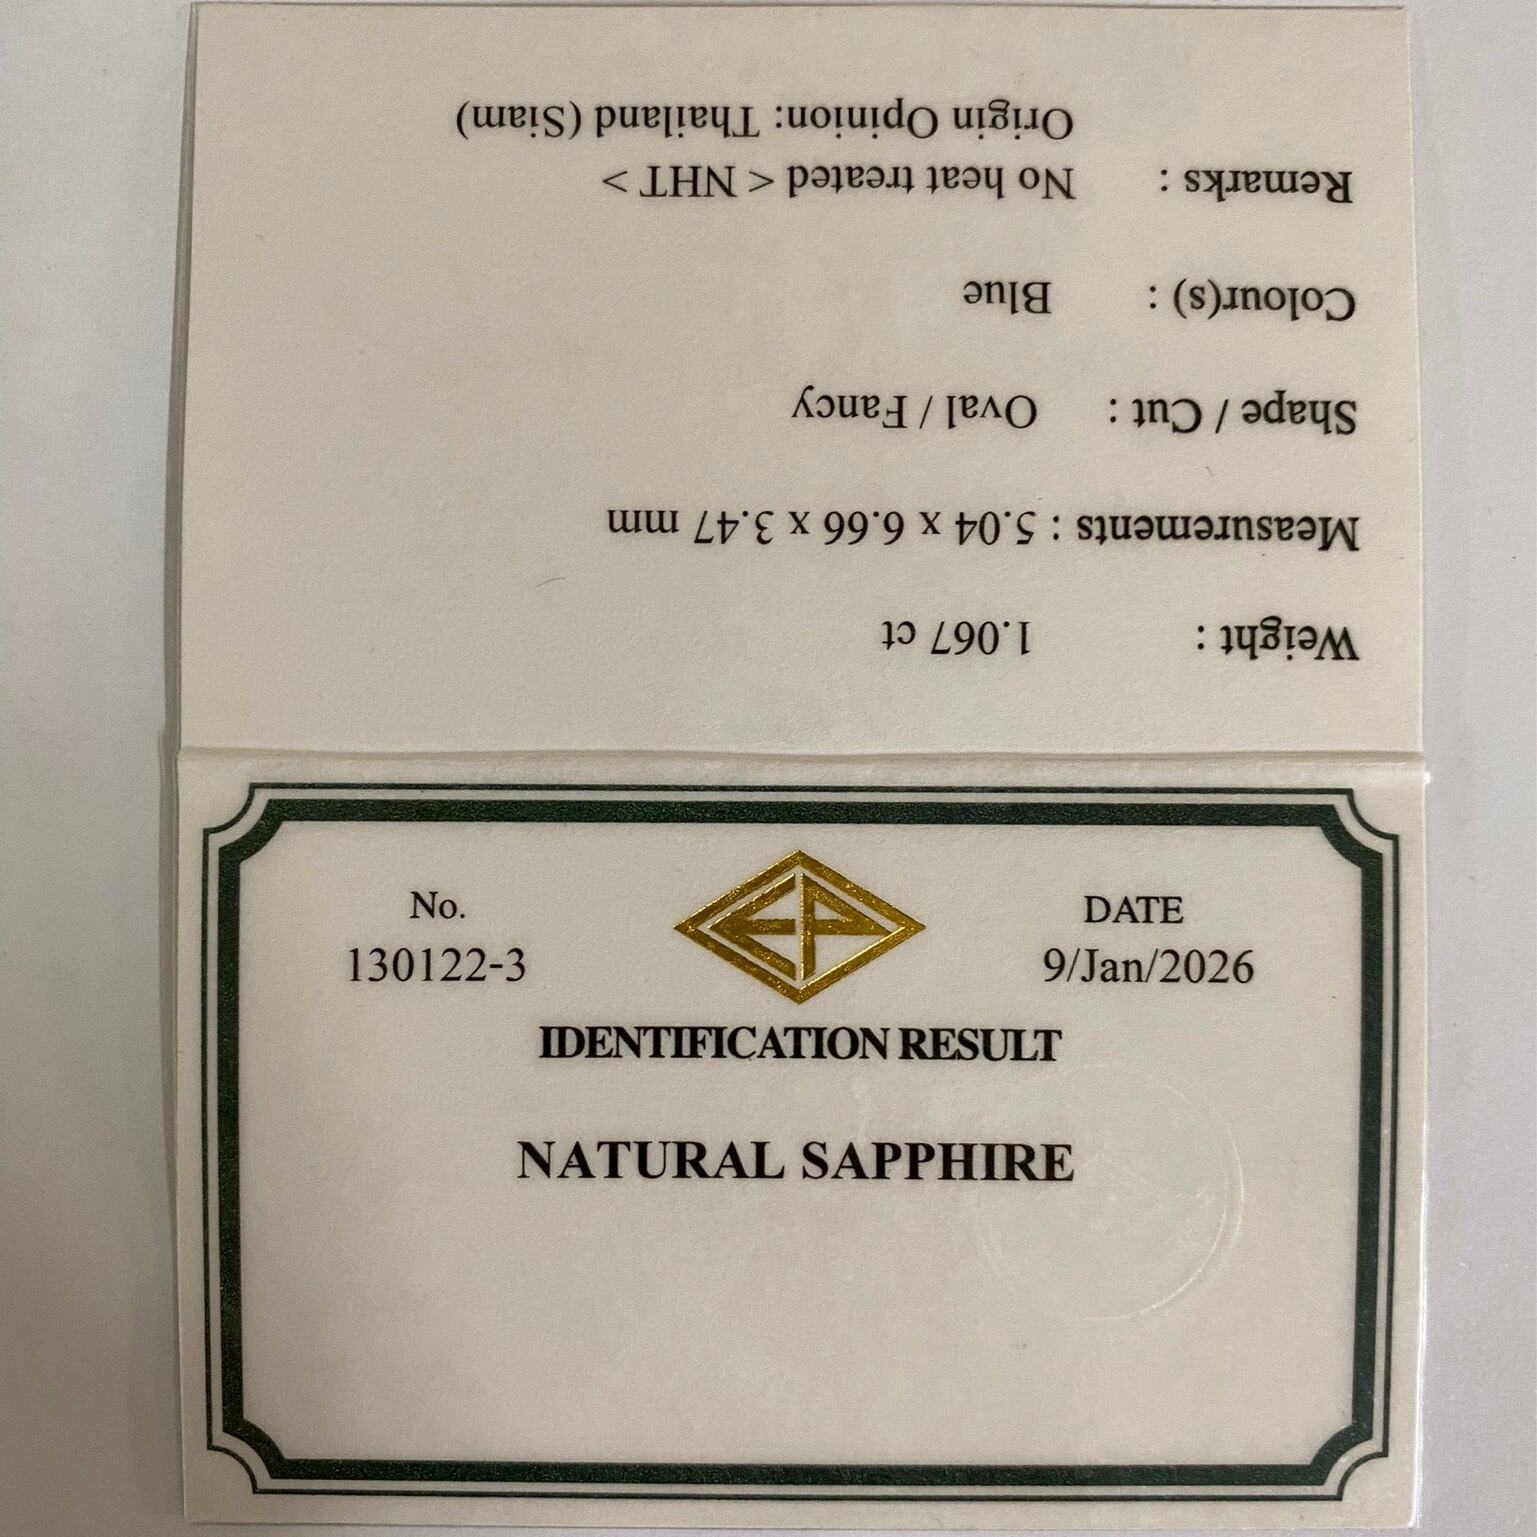 Weight : 1.067 ct
Measurements : 5.04 x 6.66 x 3.47 mm
Shape / Cut : Oval / Fancy
Colour(s) : Blue
Remarks : No heat treated < NHT >
Origin Opinion: Thailand (Siam)
No.
130122-3
EP
DATE
9/Jan/2026
IDENTIFICATION RESULT
NATURAL SAPPHIRE